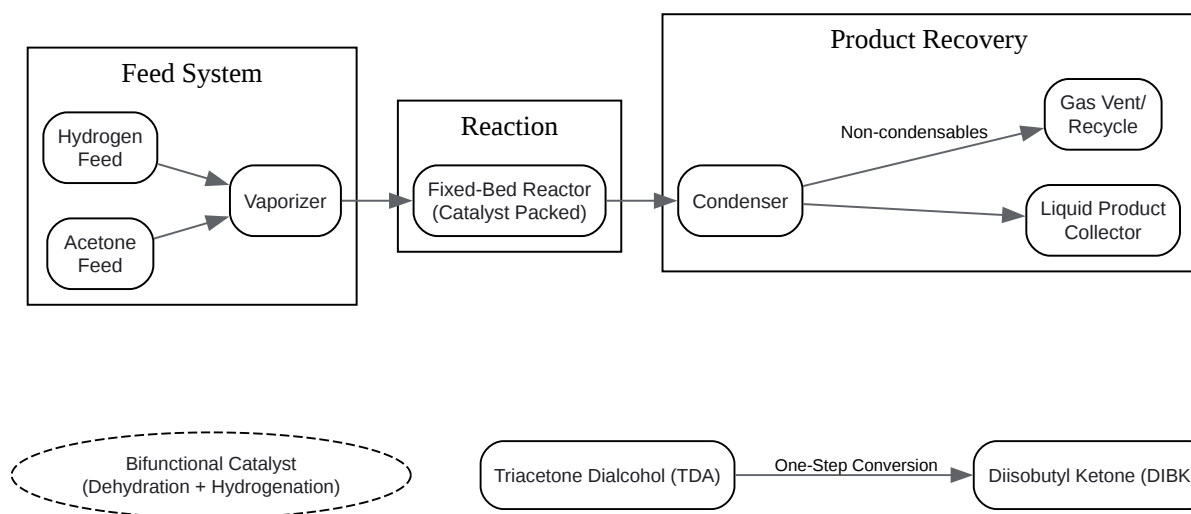 Feed System
Hydrogen
Feed
Acetone
Feed
Vaporizer
Reaction
Fixed-Bed Reactor
(Catalyst Packed)
Product Recovery
Condenser
Non-condensables
Gas Vent/
Recycle
Liquid Product
Collector
Bifunctional Catalyst
(Dehydration + Hydrogenation)
Triacetone Dialcohol (TDA)
One-Step Conversion
Diisobutyl Ketone (DIBK